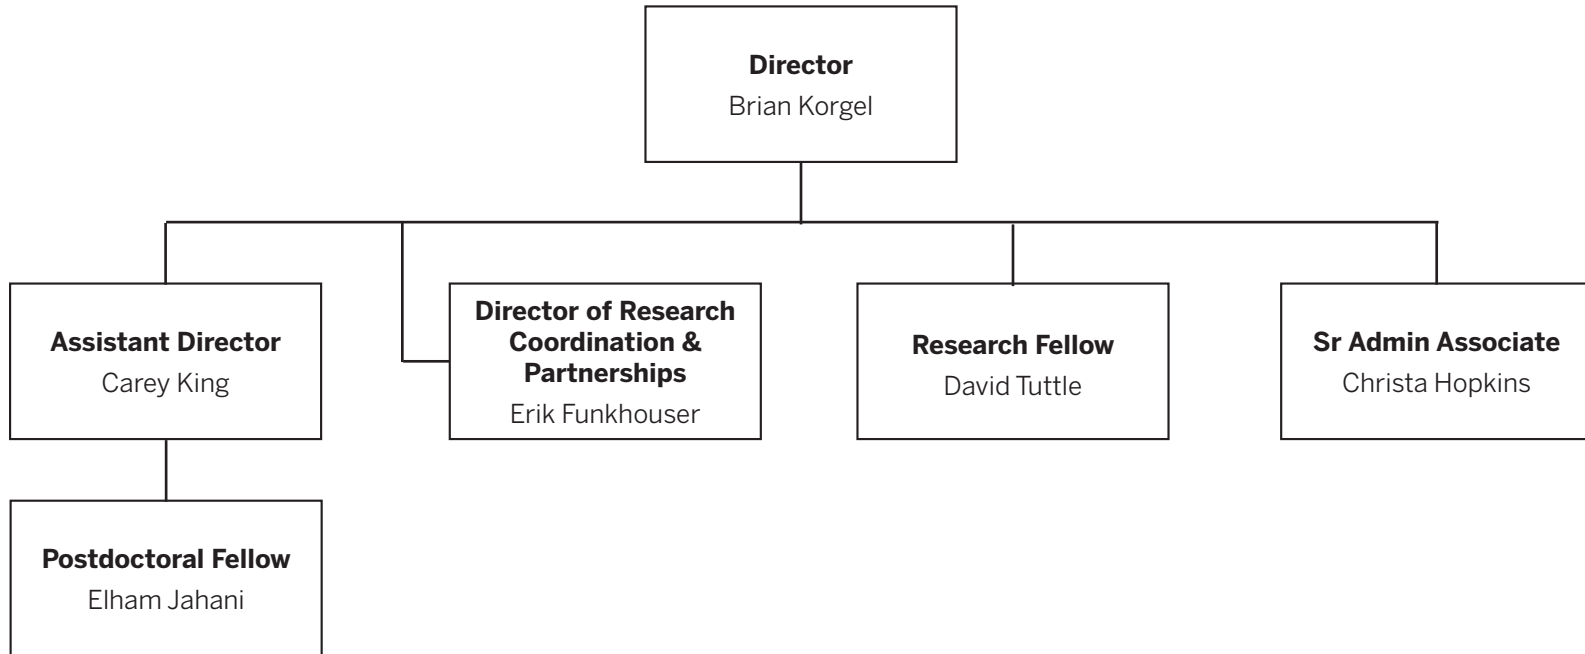 Director
Brian Korgel
Assistant Director
Carey King
Director of Research
Coordination &
Partnerships
Erik Funkhouser
Research Fellow
David Tuttle
Sr Admin Associate
Christa Hopkins
Postdoctoral Fellow
Elham Jahani